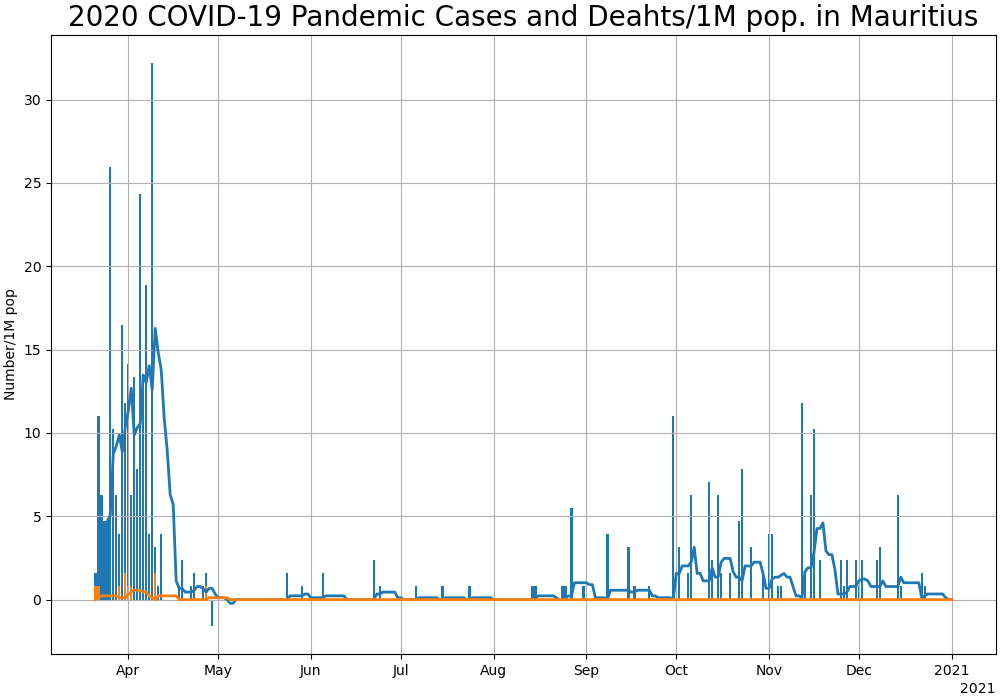 2020 COVID-19 Pandemic Cases and Deahts/1M pop. in Mauritius
Number/1M pop
30
25
20
15
10
5
0
Apr May Jun Jul Aug Sep Oct Nov Dec 2021
2021